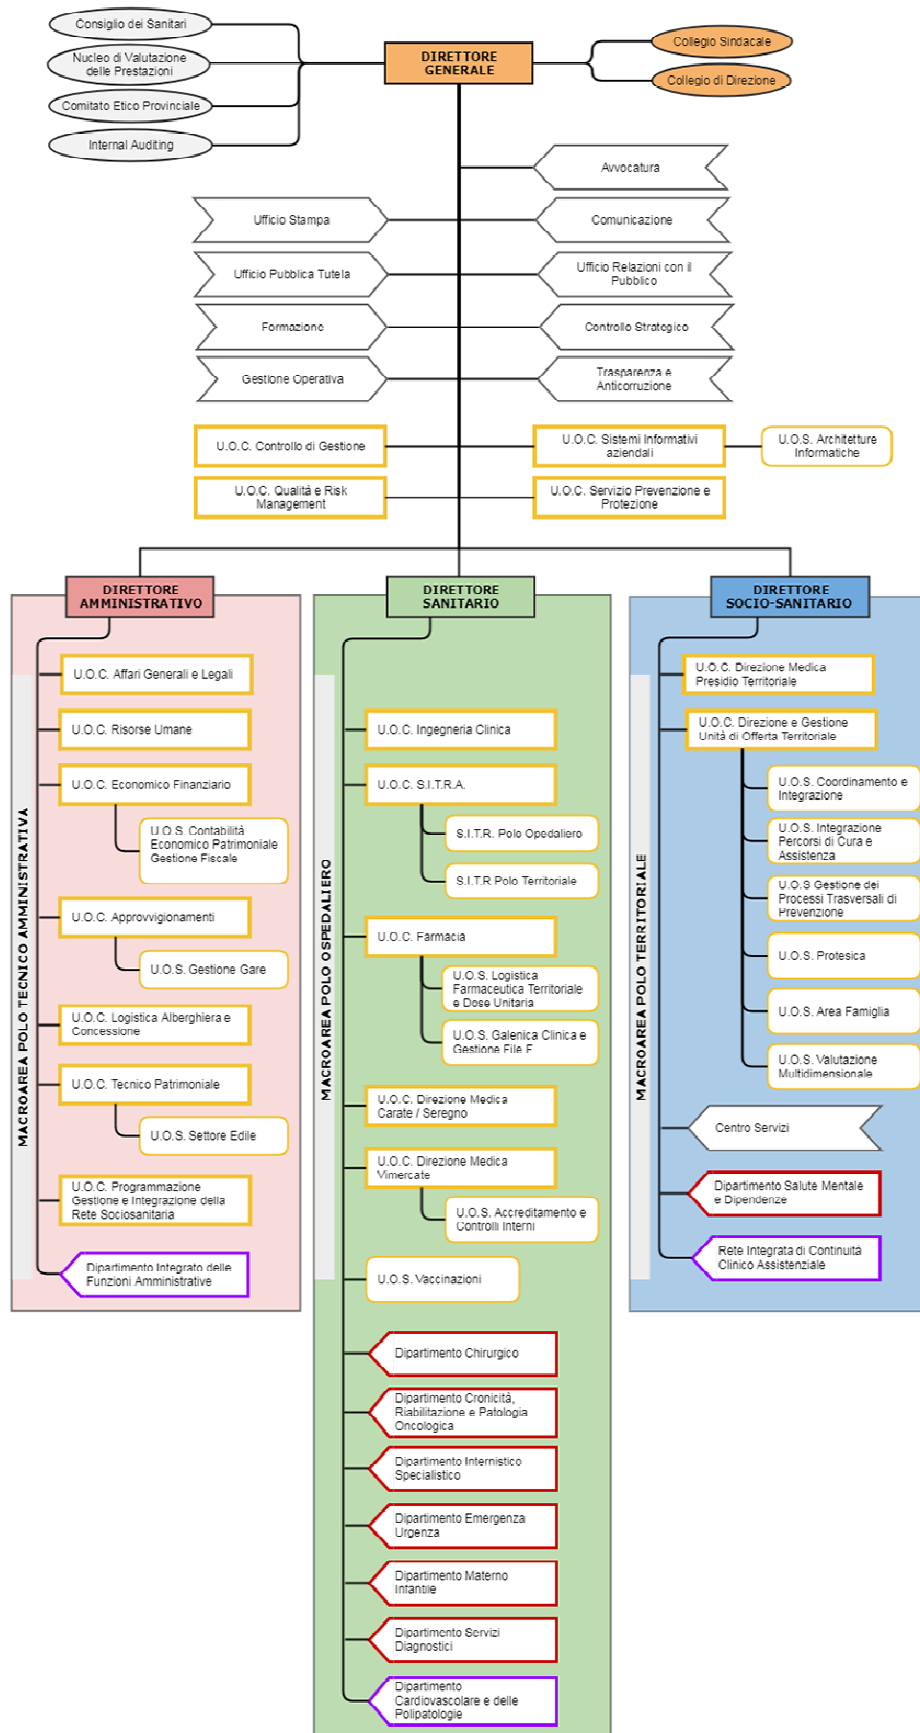 Consiglio dei Sanitari
Nucleo di Valutazione
delle Prestazioni
Comitato Etico Provinciale
Internal Auditing
DIRETTORE
GENERALE
Collegio Sindacale
Collegio di Direzione
Avvocatura
Ufficio Stampa
Comunicazione
Ufficio Pubblica Tutela
Ufficio Relazioni con il
Pubblico
Formazione
Controllo Strategico
Gestione Operativa
Trasparenza e
Anticorruzione
U.O.C. Controllo di Gestione
U.O.C. Sistemi Informativi
aziendali
U.O.S. Architetture
Informatiche
U.O.C. Qualità e Risk
Management
U.O.C. Servizio Prevenzione e
Protezione
DIRETTORE
AMMINISTRATIVO
MACROAREA POLO TECNICO AMMINISTRATIVA
U.O.C. Affari Generali e Legali
U.O.C. Risorse Umane
U.O.C. Economico Finanziario
U.O.S. Contabilità
Economico Patrimoniale
Gestione Fiscale
U.O.C. Approvvigionamenti
U.O.S. Gestione Gare
U.O.C. Logistica Alberghiera e
Concessione
U.O.C. Tecnico Patrimoniale
U.O.S. Settore Edile
U.O.C. Programmazione
Gestione e Integrazione della
Rete Sociosanitaria
Dipartimento Integrato delle
Funzioni Amministrative
DIRETTORE
SANITARIO
MACROAREA POLO OSPEDALIERO
U.O.C. Ingegneria Clinica
U.O.C. S.I.T.R.A.
S.I.T.R. Polo Opedaliero
S.I.T.R Polo Territoriale
U.O.C. Farmacia
U.O.S. Logistica
Farmaceutica Territoriale
e Dose Unitaria
U.O.S. Galenica Clinica e
Gestione File F
U.O.C. Direzione Medica
Carate / Seregno
U.O.C. Direzione Medica
Vimercate
U.O.S. Accreditamento e
Controlli Interni
U.O.S. Vaccinazioni
Dipartimento Chirurgico
Dipartimento Cronicità,
Riabilitazione e Patologia
Oncologica
Dipartimento Internistico
Specialistico
Dipartimento Emergenza
Urgenza
Dipartimento Materno
Infantile
Dipartimento Servizi
Diagnostici
Dipartimento
Cardiovascolare e delle
Polipatologie
DIRETTORE
SOCIO-SANITARIO
MACROAREA POLO TERRITORIALE
U.O.C. Direzione Medica
Presidio Territoriale
U.O.C. Direzione e Gestione
Unità di Offerta Territoriale
U.O.S. Coordinamento e
Integrazione
U.O.S. Integrazione
Percorsi di Cura e
Assistenza
U.O.S Gestione dei
Processi Trasversali di
Prevenzione
U.O.S. Protesica
U.O.S. Area Famiglia
U.O.S. Valutazione
Multidimensionale
Centro Servizi
Dipartimento Salute Mentale
e Dipendenze
Rete Integrata di Continuità
Clinico Assistenziale